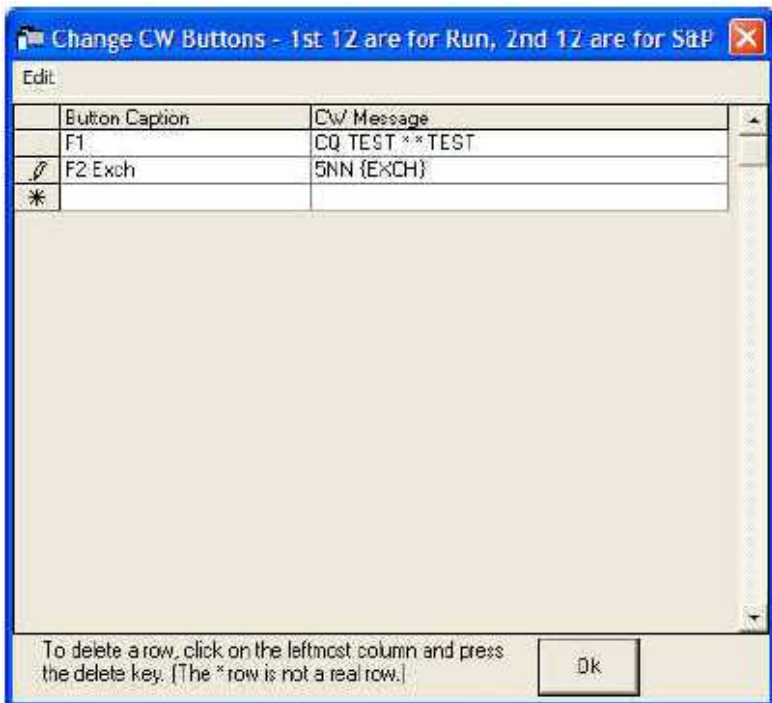 Change CW Buttons - 1st 12 are for Run, 2nd 12 are for S&P
Edit
Button Caption CW Message
F1 CQ TEST * * TEST
F2 Exch 5NN {EXCH}
*
To delete a row, click on the leftmost column and press
the delete key. (The * row is not a real row.)
Ok